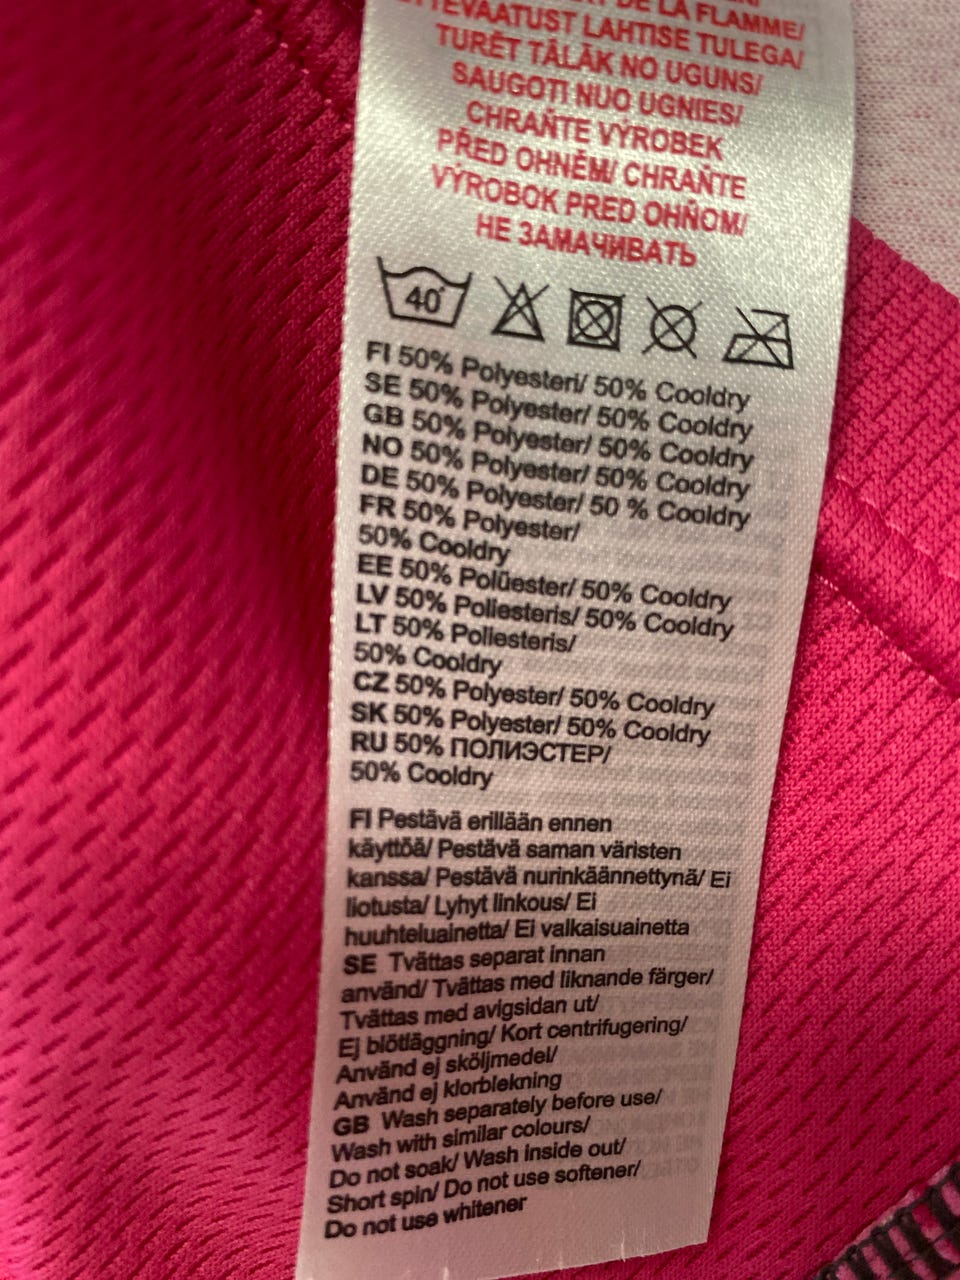 DE LA FLAMME/
LAHTISE TULEGA/
TURĒT TĀLĀK NO UGUNS/
SAUGOTI NUO UGNIES/
CHRAŇTE VÝROBEK
PŘED OHNĚM/ CHRAŇTE
VÝROBOK PRED OHŇOM/
НЕ ЗАМАЧИВАТЬ
40°
FI 50% Polyesteri/ 50% Cooldry
SE 50% Polyester/ 50% Cooldry
GB 50% Polyester/ 50% Cooldry
NO 50% Polyester/ 50% Cooldry
DE 50% Polyester/ 50 % Cooldry
FR 50% Polyester/
50% Cooldry
EE 50% Polüester/ 50% Cooldry
LV 50% Poliesteris/ 50% Cooldry
LT 50% Poliesteris/
50% Cooldry
CZ 50% Polyester/ 50% Cooldry
SK 50% Polyester/ 50% Cooldry
RU 50% ПОЛИЭСТЕР/
50% Cooldry
FI Pestävä erillään ennen
käyttöä/ Pestävä saman väristen
kanssa/ Pestävä nurinkäännettynä/ Ei
liotusta/ Lyhyt linkous/ Ei
huuhteluainetta/ Ei valkaisuainetta
SE Tvättas separat innan
använd/ Tvättas med liknande färger/
Tvättas med avigsidan ut/
Ej blötläggning/ Kort centrifugering/
Använd ej sköljmedel/
Använd ej klorblekning
GB Wash separately before use/
Wash with similar colours/
Do not soak/ Wash inside out/
Short spin/ Do not use softener/
Do not use whitener